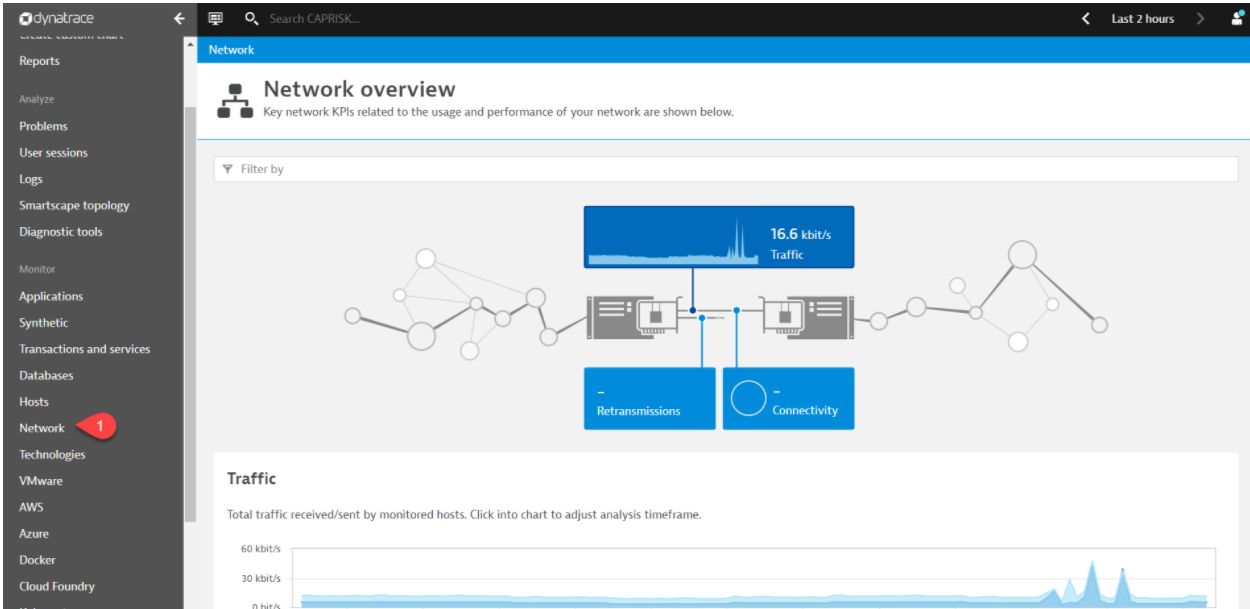 dynatrace
Search CAPRISK...
Last 2 hours
Create custom chart
Reports
Analyze
Problems
User sessions
Logs
Smartscape topology
Diagnostic tools
Monitor
Applications
Synthetic
Transactions and services
Databases
Hosts
Network
1
Technologies
VMware
AWS
Azure
Docker
Cloud Foundry
Network
Network overview
Key network KPIs related to the usage and performance of your network are shown below.
Filter by
16.6 kbit/s
Traffic
–
Retransmissions
–
Connectivity
Traffic
Total traffic received/sent by monitored hosts. Click into chart to adjust analysis timeframe.
60 kbit/s
30 kbit/s
0 bit/s